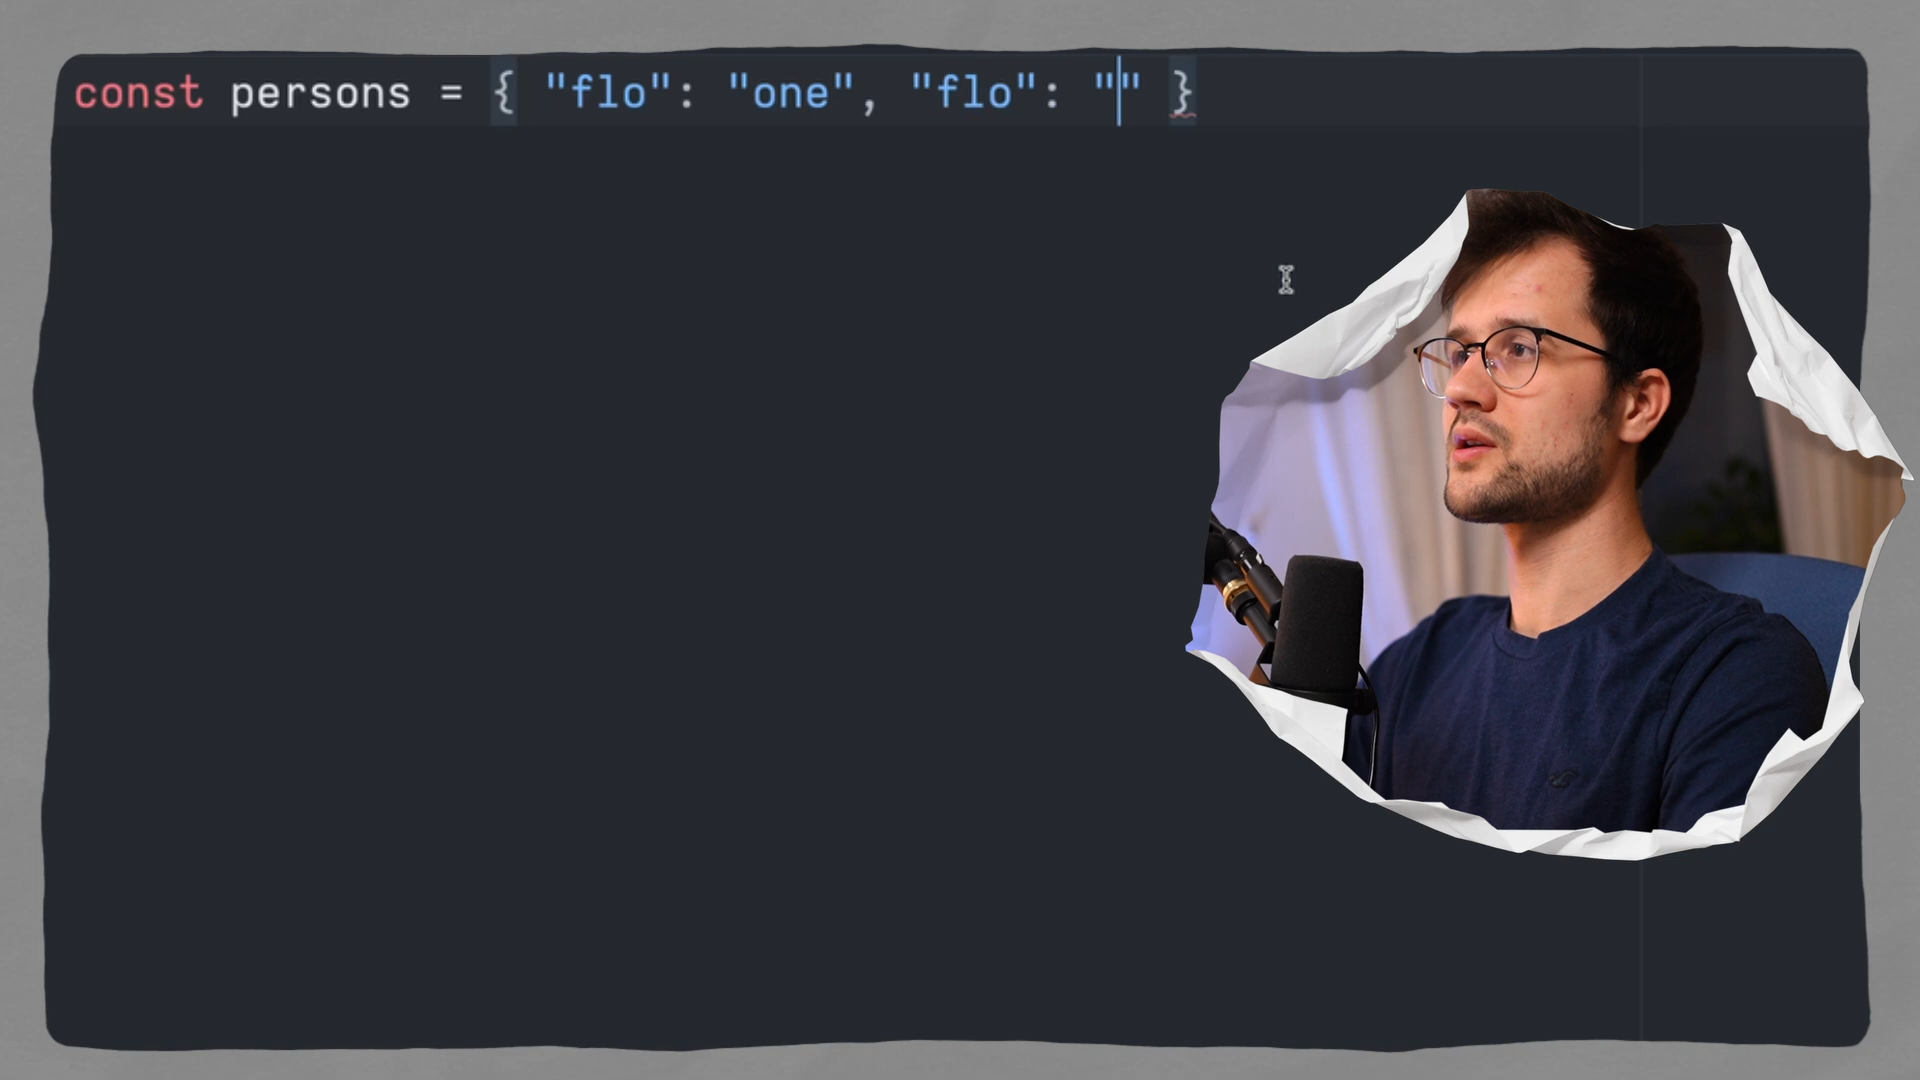 const persons = { "flo": "one", "flo": "" }